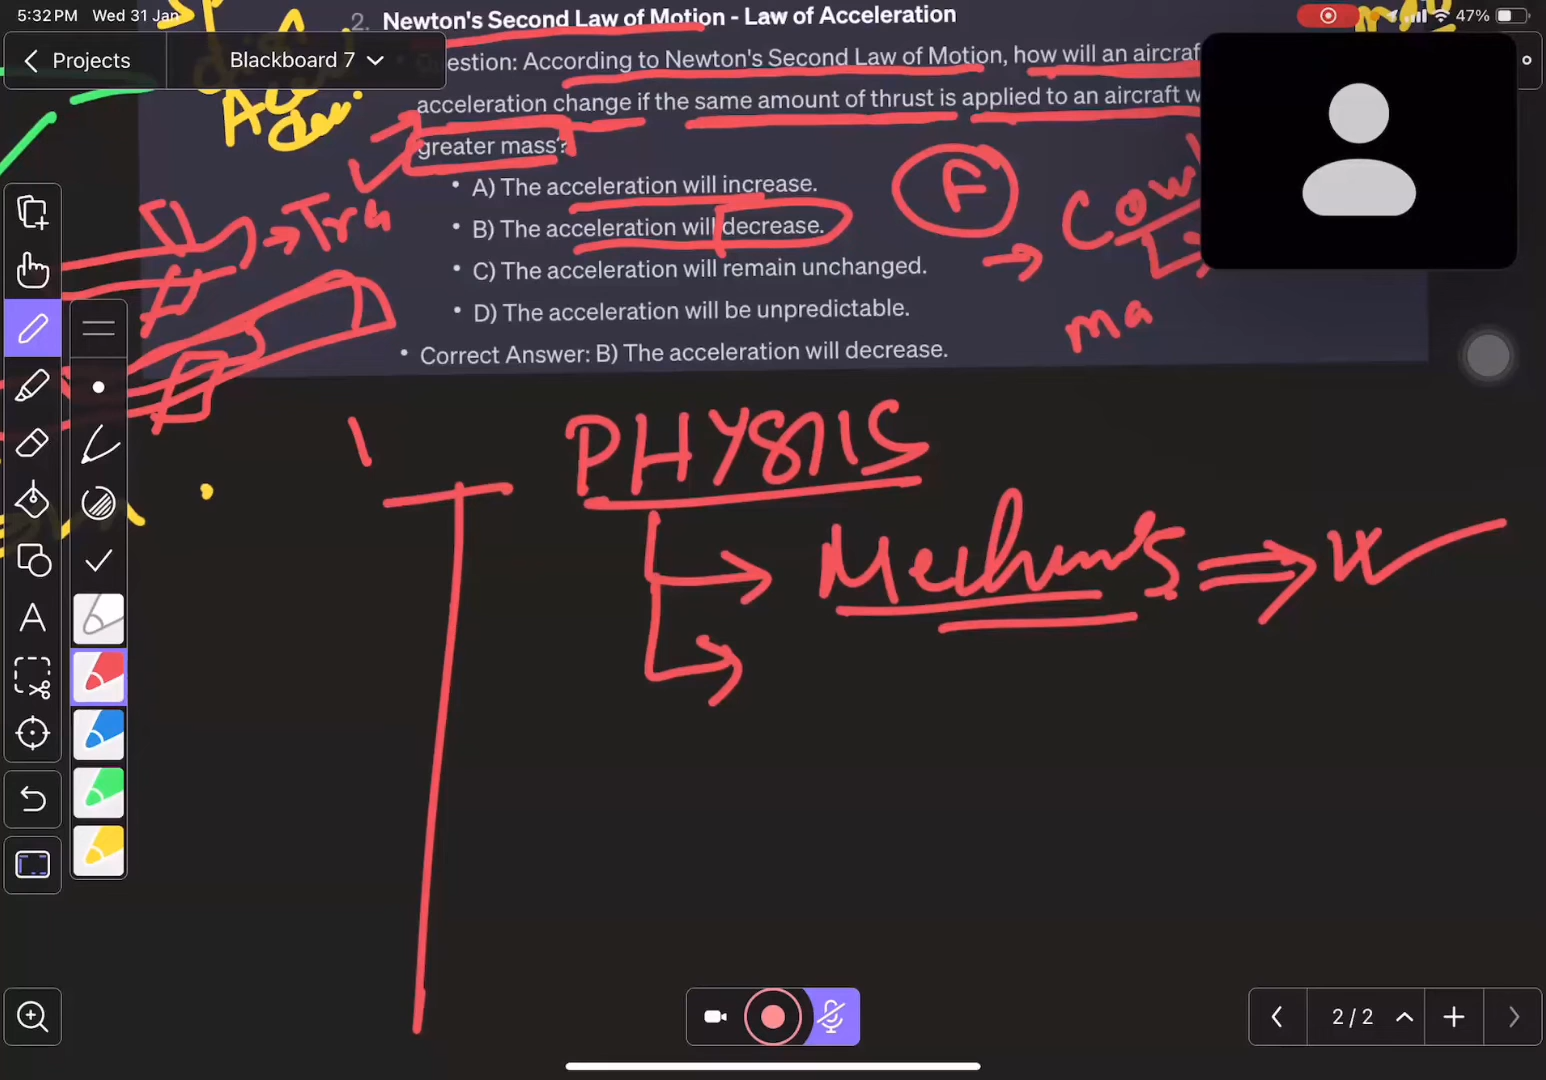 5:32 PM Wed 31 Jan
47%
Projects
Blackboard 7
2. Newton's Second Law of Motion - Law of Acceleration
uestion: According to Newton's Second Law of Motion, how will an aircraf
acceleration change if the same amount of thrust is applied to an aircraft w
greater mass?
• A) The acceleration will increase.
• B) The acceleration will decrease.
• C) The acceleration will remain unchanged.
• D) The acceleration will be unpredictable.
• Correct Answer: B) The acceleration will decrease.
F
ma
PHYSICS
A
2 / 2